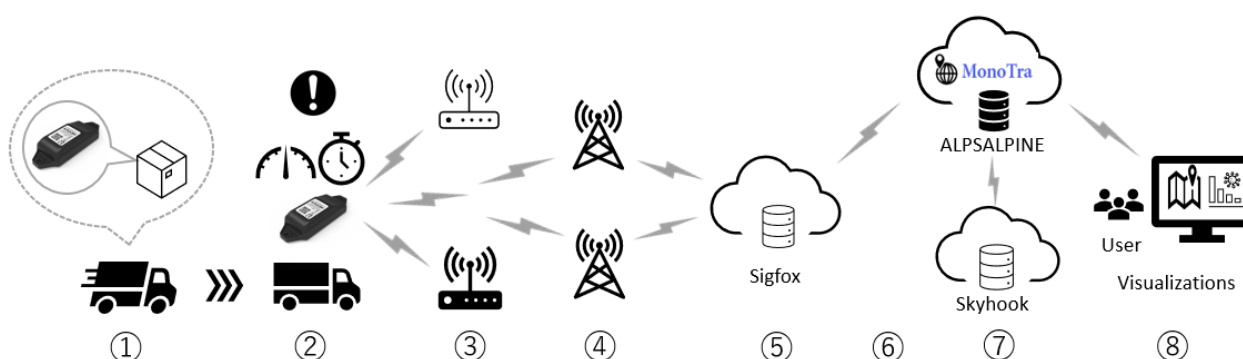 MonoTra
ALPSALPINE
Sigfox
Skyhook
User
Visualizations
① ② ③ ④ ⑤ ⑥ ⑦ ⑧